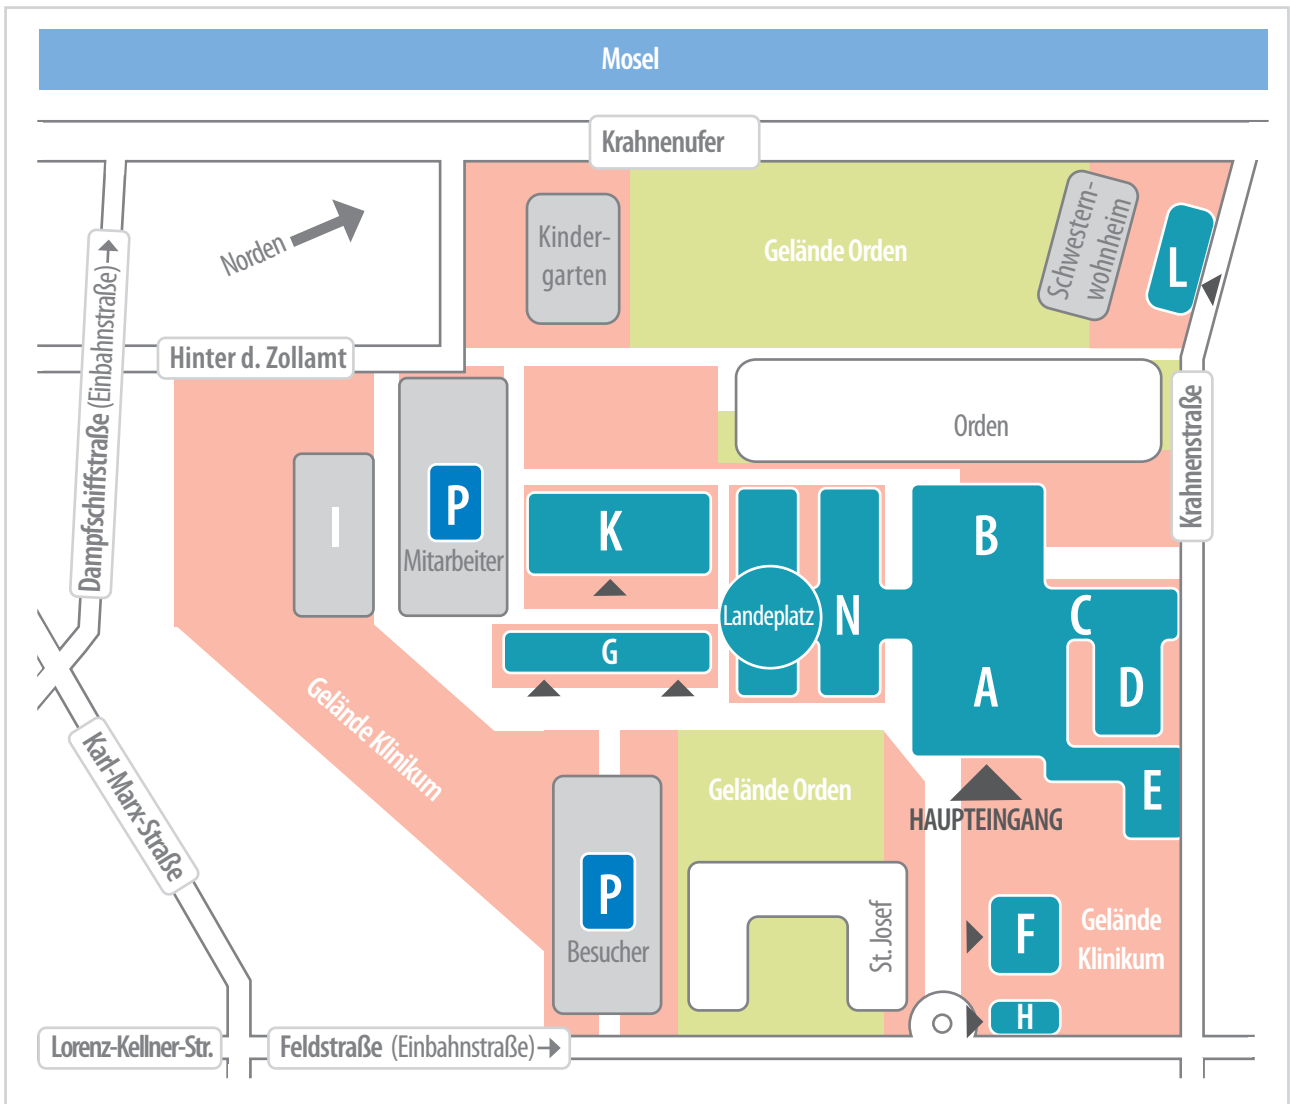 Mosel
Krahnenufer
Norden
Kinder-
garten
Gelände Orden
Schwestern-
wohnheim
L
Hinter d. Zollamt
Dampfschiffstraße (Einbahnstraße)
Orden
Krahnenstraße
I
P
Mitarbeiter
K
G
Landeplatz
N
B
C
A
D
E
Gelände Klinikum
Karl-Marx-Straße
Gelände Orden
HAUPTEINGANG
P
Besucher
St. Josef
F
Gelände
Klinikum
H
Lorenz-Kellner-Str.
Feldstraße (Einbahnstraße)